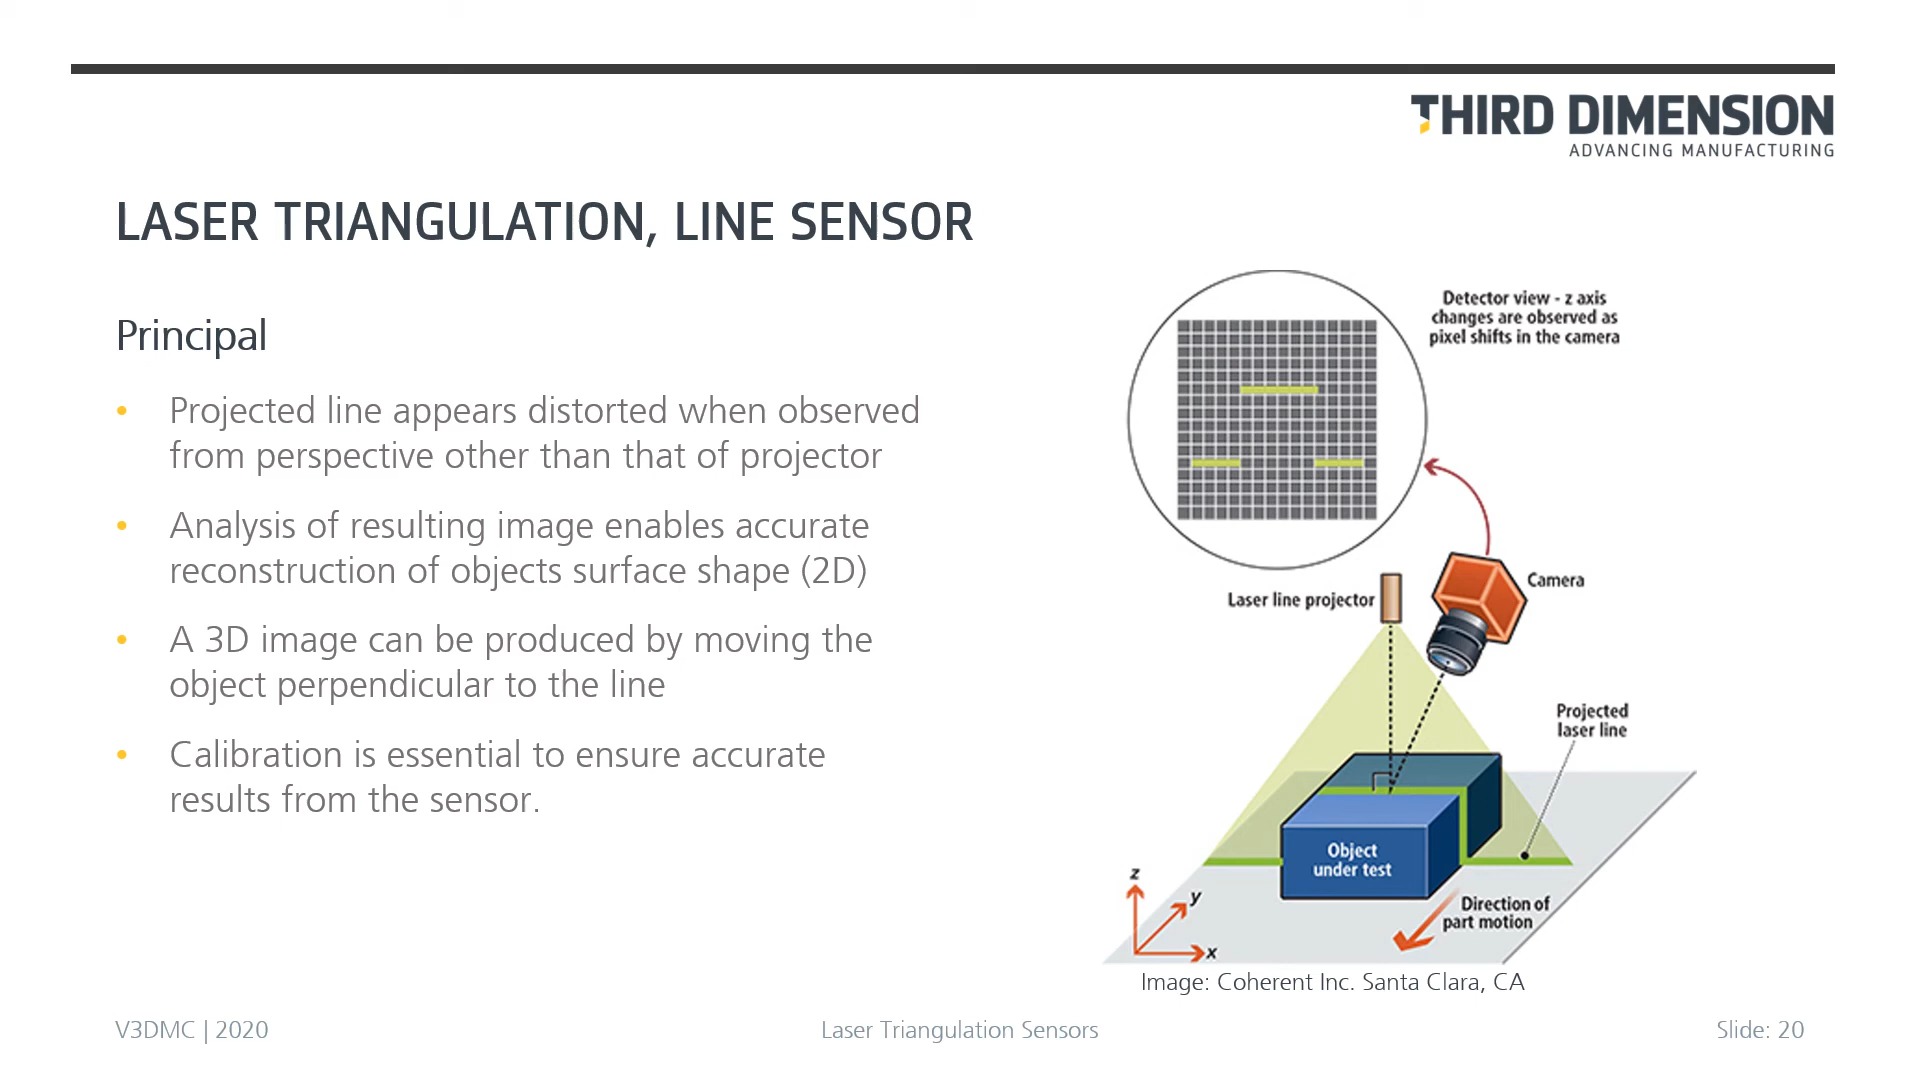 THIRD DIMENSION
ADVANCING MANUFACTURING
LASER TRIANGULATION, LINE SENSOR
Principal
• Projected line appears distorted when observed
from perspective other than that of projector
• Analysis of resulting image enables accurate
reconstruction of objects surface shape (2D)
• A 3D image can be produced by moving the
object perpendicular to the line
• Calibration is essential to ensure accurate
results from the sensor.
Detector view - z axis
changes are observed as
pixel shifts in the camera
Camera
Laser line projector
Projected
laser line
Object
under test
z
y
x
Direction of
part motion
Image: Coherent Inc. Santa Clara, CA
V3DMC | 2020
Laser Triangulation Sensors
Slide: 20